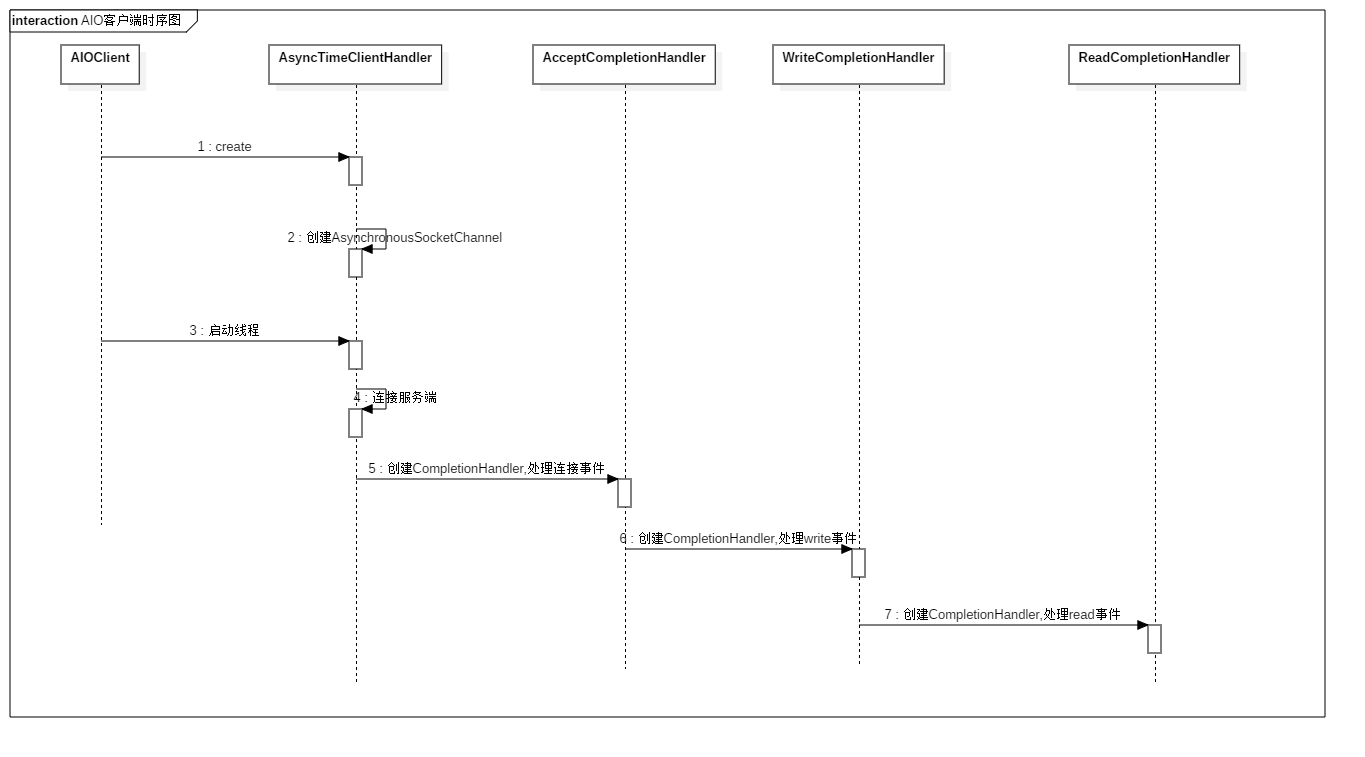 interaction AIO客户端时序图
AIOClient
AsyncTimeClientHandler
AcceptCompletionHandler
WriteCompletionHandler
ReadCompletionHandler
1 : create
2 : 创建AsynchronousSocketChannel
3 : 启动线程
4 : 连接服务端
5 : 创建CompletionHandler,处理连接事件
6 : 创建CompletionHandler,处理write事件
7 : 创建CompletionHandler,处理read事件